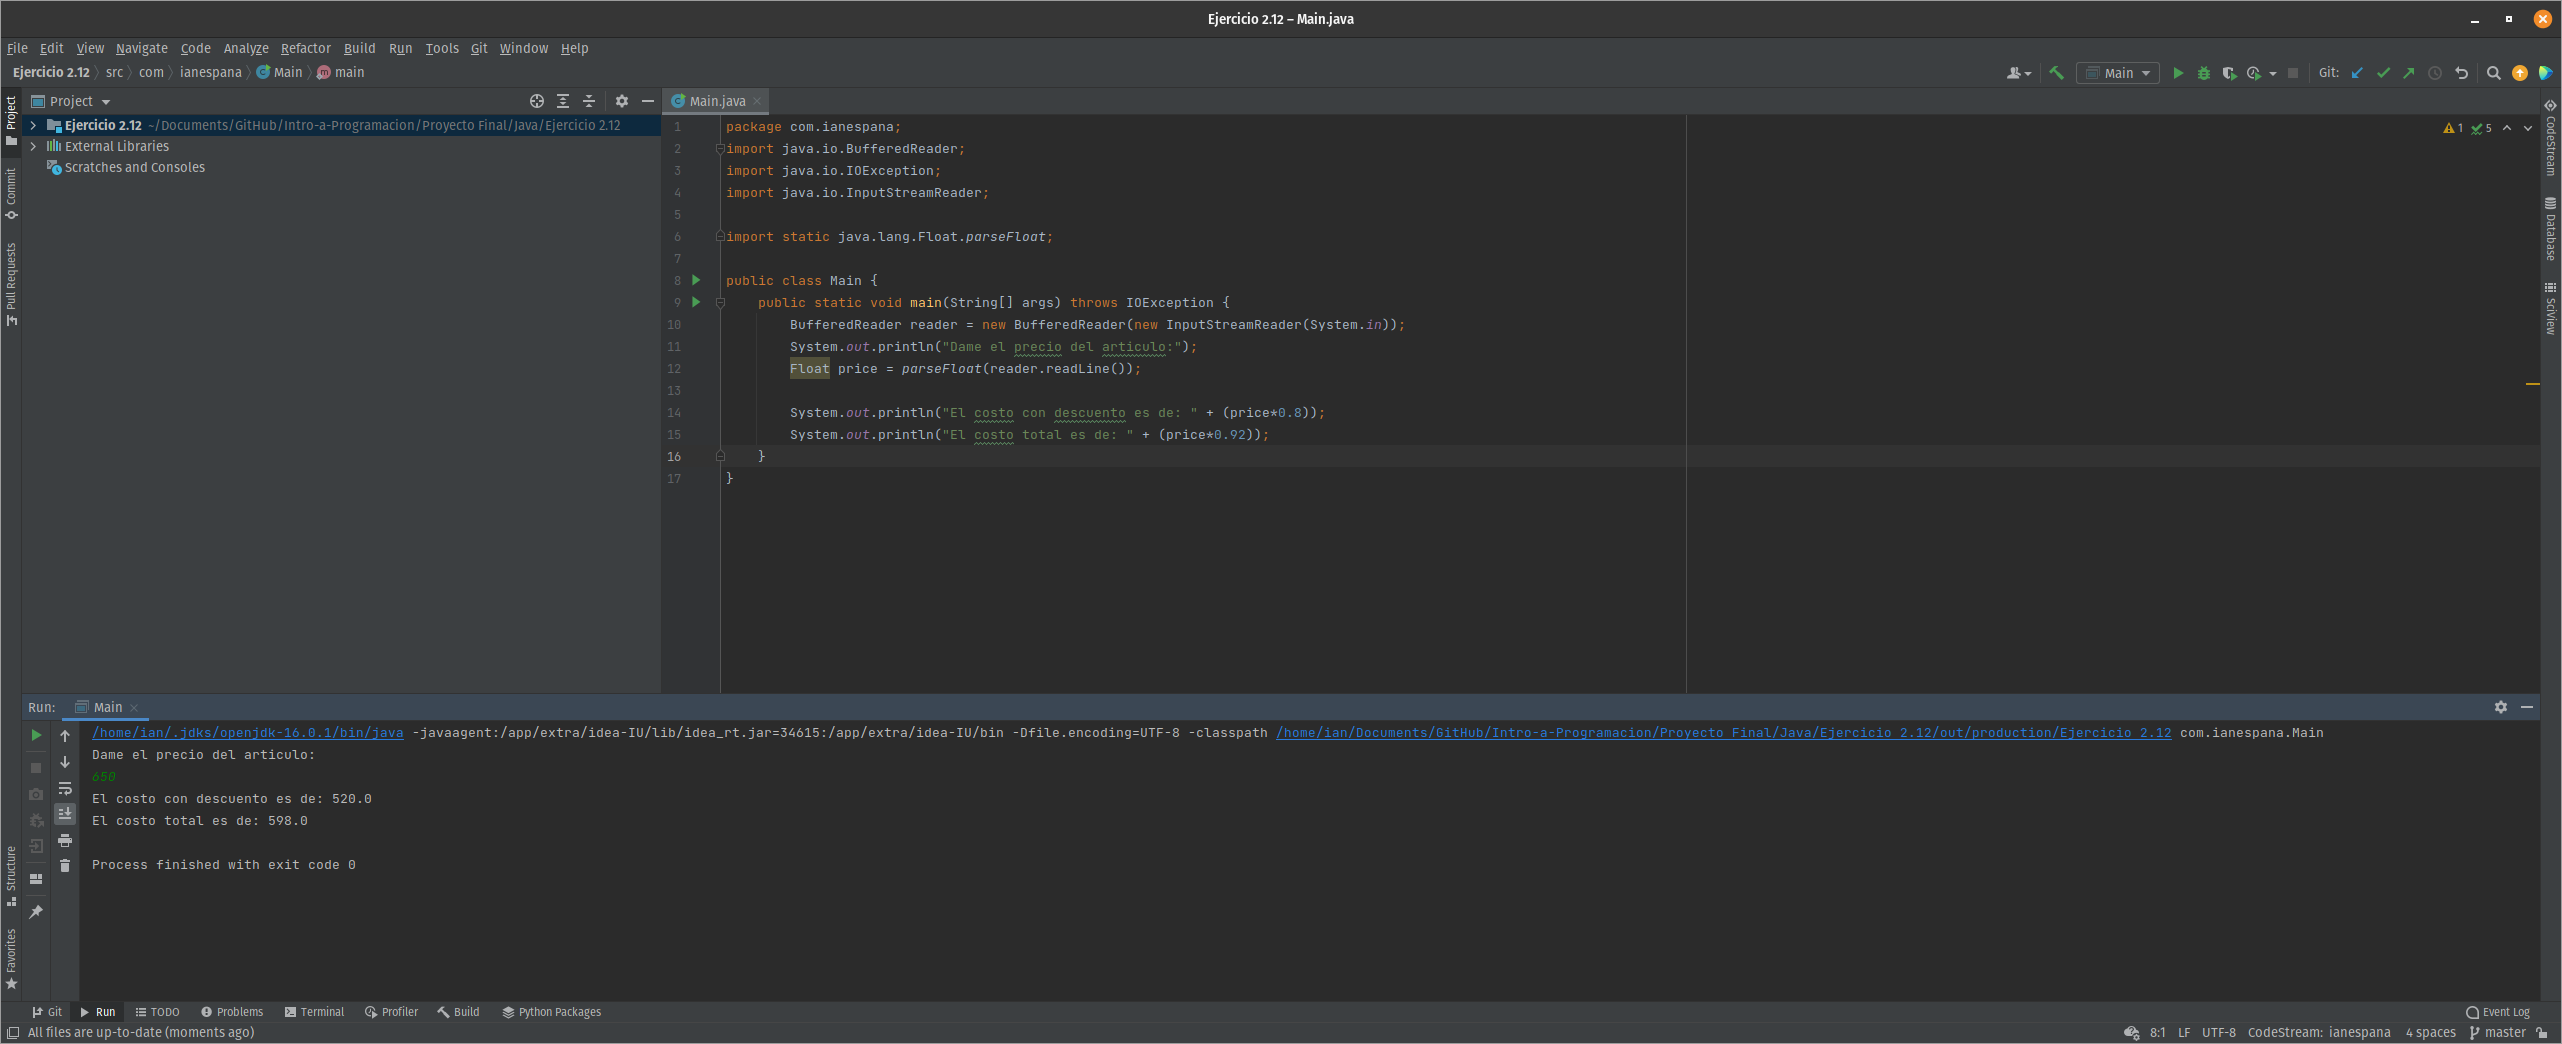 Ejercicio 2.12 – Main.java
File Edit View Navigate Code Analyze Refactor Build Run Tools Git Window Help
Ejercicio 2.12 src com ianespana Main main
Main Git:
Project
Main.java
Ejercicio 2.12 ~/Documents/GitHub/Intro-a-Programacion/Proyecto Final/Java/Ejercicio 2.12
External Libraries
Scratches and Consoles
Project
Commit
Pull Requests
Structure
Favorites
1 package com.ianespana;
2 import java.io.BufferedReader;
3 import java.io.IOException;
4 import java.io.InputStreamReader;
5
6 import static java.lang.Float.parseFloat;
7
8 public class Main {
9 public static void main(String[] args) throws IOException {
10 BufferedReader reader = new BufferedReader(new InputStreamReader(System.in));
11 System.out.println("Dame el precio del articulo:");
12 Float price = parseFloat(reader.readLine());
13
14 System.out.println("El costo con descuento es de: " + (price*0.8));
15 System.out.println("El costo total es de: " + (price*0.92));
16 }
17 }
1 5
CodeStream
Database
SciView
Run: Main
/home/ian/.jdks/openjdk-16.0.1/bin/java -javaagent:/app/extra/idea-IU/lib/idea_rt.jar=34615:/app/extra/idea-IU/bin -Dfile.encoding=UTF-8 -classpath /home/ian/Documents/GitHub/Intro-a-Programacion/Proyecto Final/Java/Ejercicio 2.12/out/production/Ejercicio 2.12 com.ianespana.Main
Dame el precio del articulo:
650
El costo con descuento es de: 520.0
El costo total es de: 598.0
Process finished with exit code 0
Git Run TODO Problems Terminal Profiler Build Python Packages Event Log
All files are up-to-date (moments ago) 8:1 LF UTF-8 CodeStream: ianespana 4 spaces master